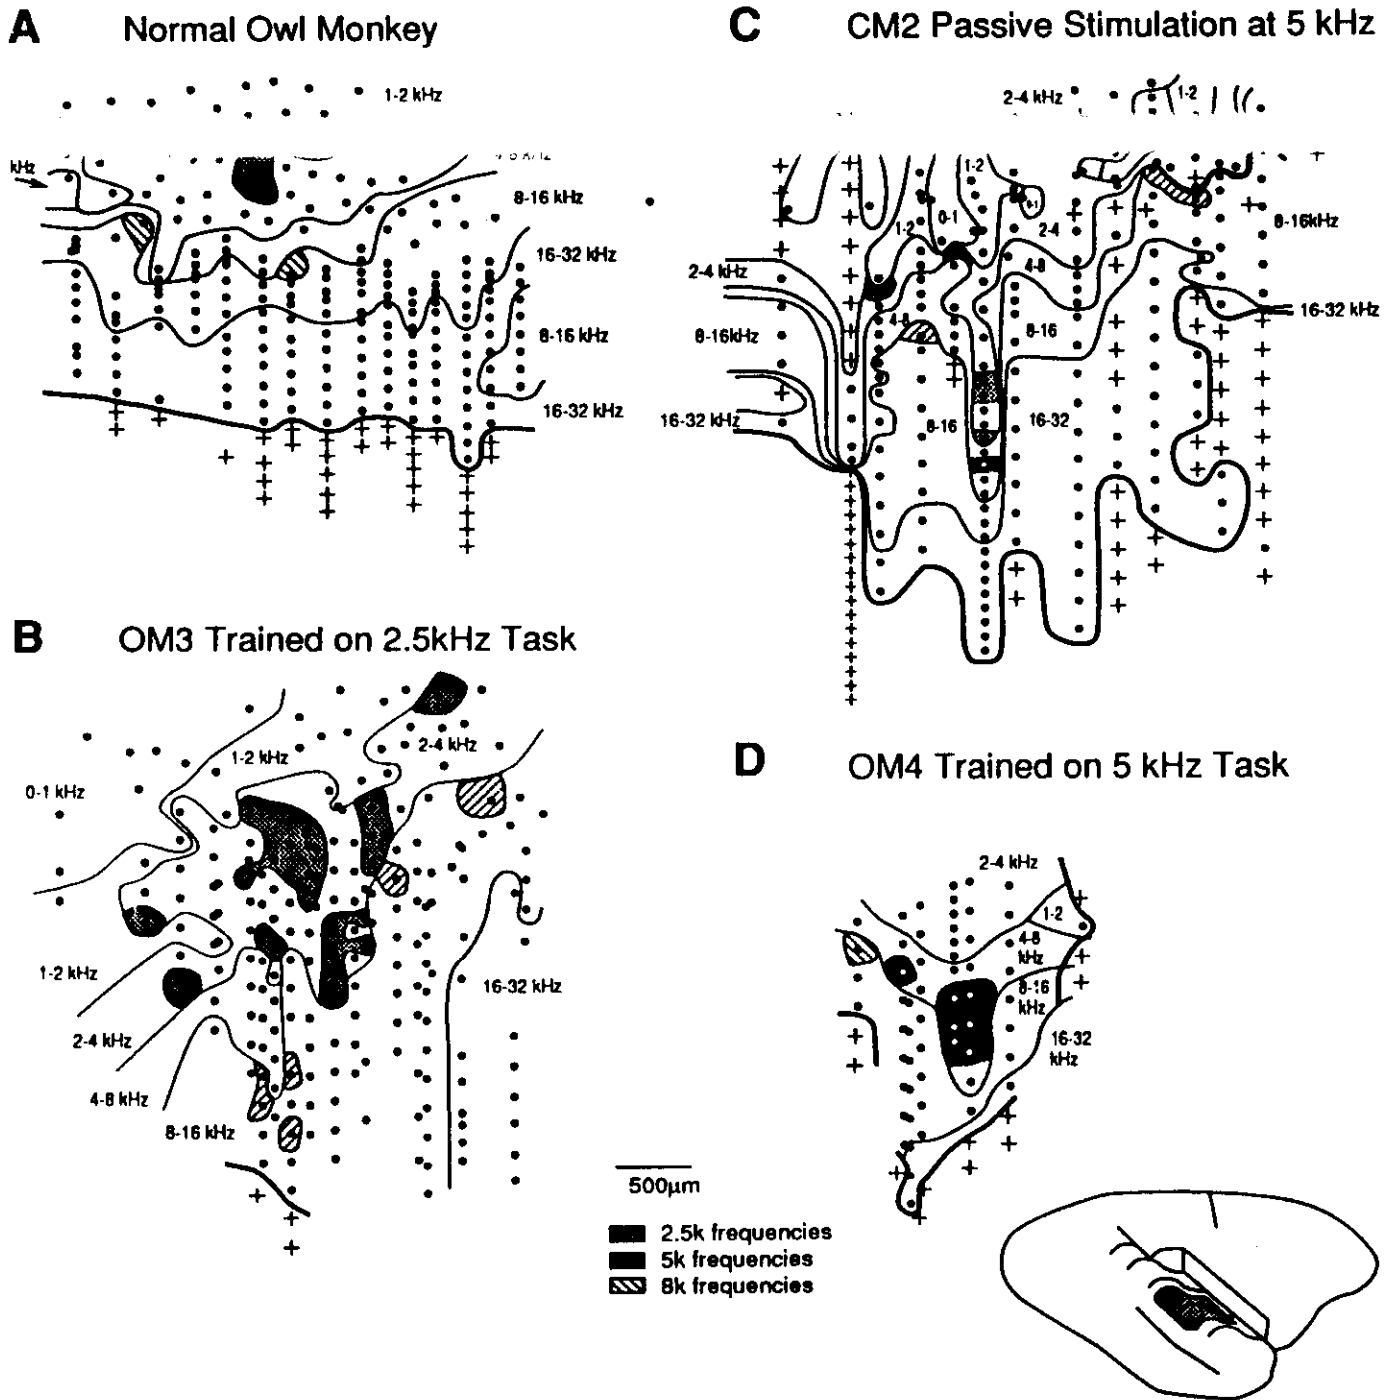 A Normal Owl Monkey
1-2 kHz
kHz
8-16 kHz
16-32 kHz
8-16 kHz
16-32 kHz
C CM2 Passive Stimulation at 5 kHz
2-4 kHz
1-2
1-2
0-1
0-1
1-2
2-4
8-16kHz
2-4 kHz
4-8
16-32 kHz
8-16kHz
4-8
8-16
16-32 kHz
8-16
16-32
B OM3 Trained on 2.5kHz Task
1-2 kHz
2-4 kHz
0-1 kHz
1-2 kHz
16-32 kHz
2-4 kHz
4-8 kHz
8-16 kHz
D OM4 Trained on 5 kHz Task
2-4 kHz
1-2
4-8
kHz
8-16
kHz
16-32
kHz
500µm
2.5k frequencies
5k frequencies
8k frequencies